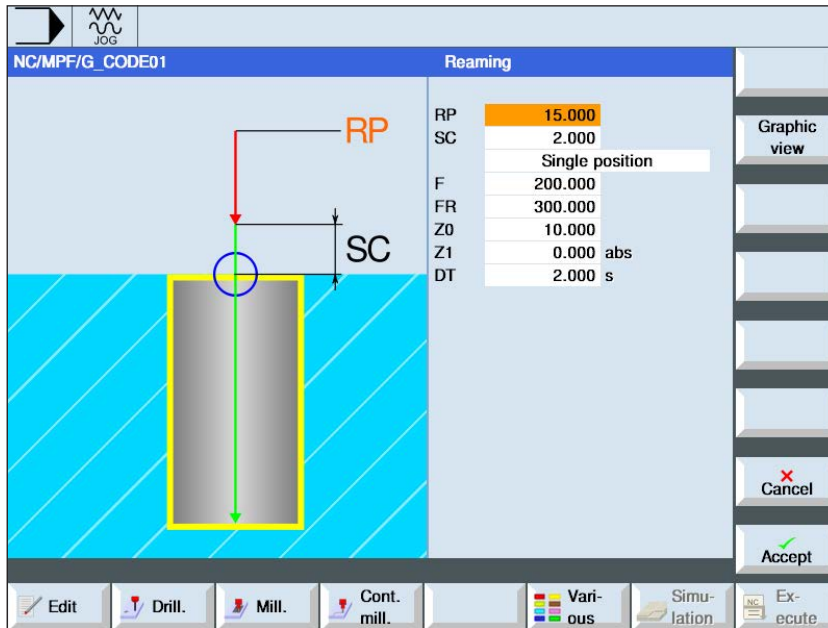 JOG
NC/MPF/G_CODE01
Reaming
RP
SC
RP 15.000
SC 2.000
Single position
F 200.000
FR 300.000
Z0 10.000
Z1 0.000 abs
DT 2.000 s
Graphic
view
Cancel
Accept
Edit
Drill.
Mill.
Cont.
mill.
Vari-
ous
Simu-
lation
NC
Ex-
ecute